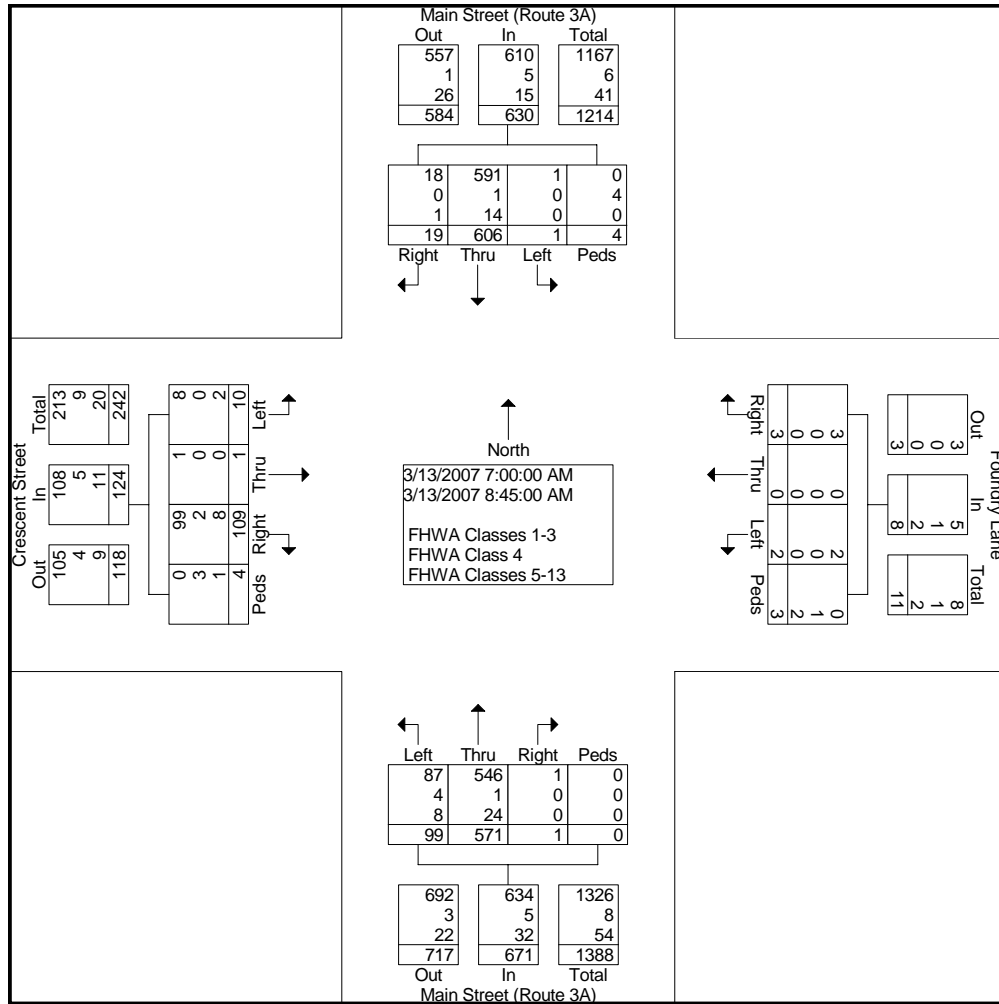 Main Street (Route 3A)
Out In Total
557 610 1167
1 5 6
26 15 41
584 630 1214
18 591 1 0
0 1 0 4
1 14 0 0
19 606 1 4
Right Thru Left Peds
Crescent Street
Total In Out
213 108 105
9 5 4
20 11 9
242 124 118
8 1 99 0
0 0 2 3
2 0 8 1
10 1 109 4
Left Thru Right Peds
North
3/13/2007 7:00:00 AM
3/13/2007 8:45:00 AM
FHWA Classes 1-3
FHWA Class 4
FHWA Classes 5-13
Foundry Lane
Out In Total
3 5 8
0 1 1
0 2 2
3 8 11
3 0 2 0
0 0 0 1
0 0 0 2
3 0 2 3
Right Thru Left Peds
Left Thru Right Peds
87 546 1 0
4 1 0 0
8 24 0 0
99 571 1 0
692 634 1326
3 5 8
22 32 54
717 671 1388
Out In Total
Main Street (Route 3A)